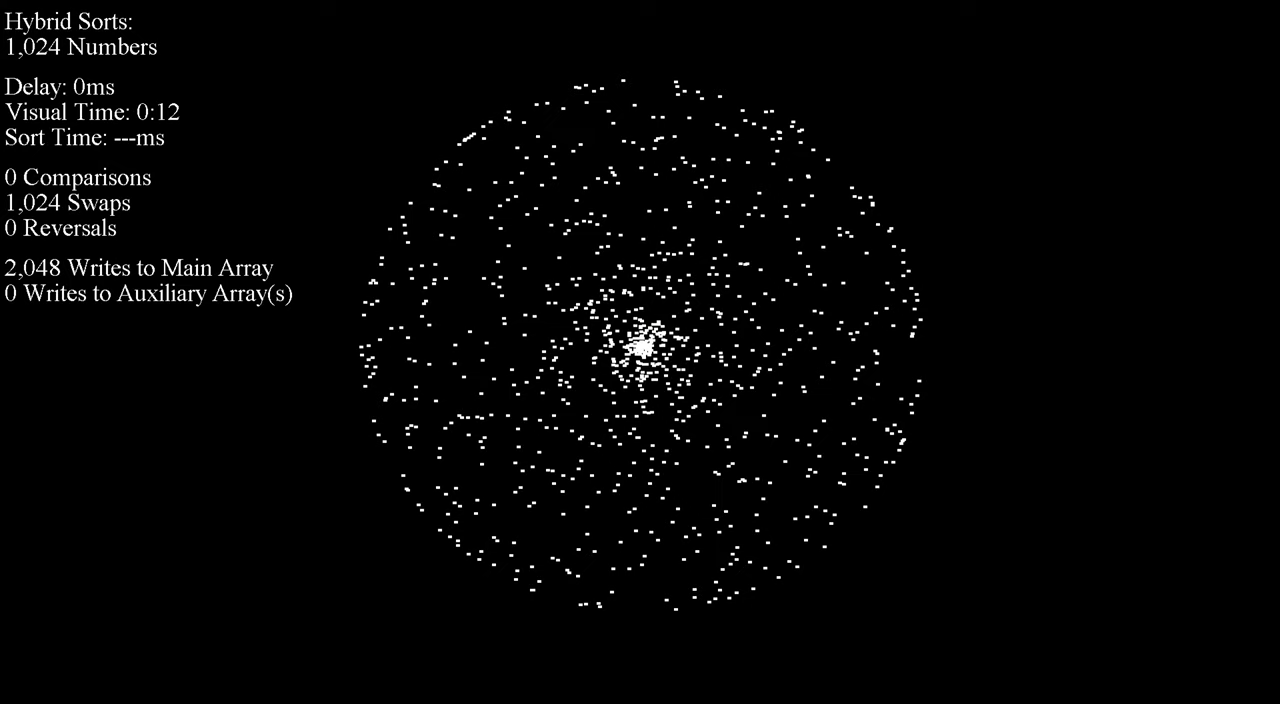 Hybrid Sorts:
1,024 Numbers
Delay: 0ms
Visual Time: 0:12
Sort Time: ---ms
0 Comparisons
1,024 Swaps
0 Reversals
2,048 Writes to Main Array
0 Writes to Auxiliary Array(s)